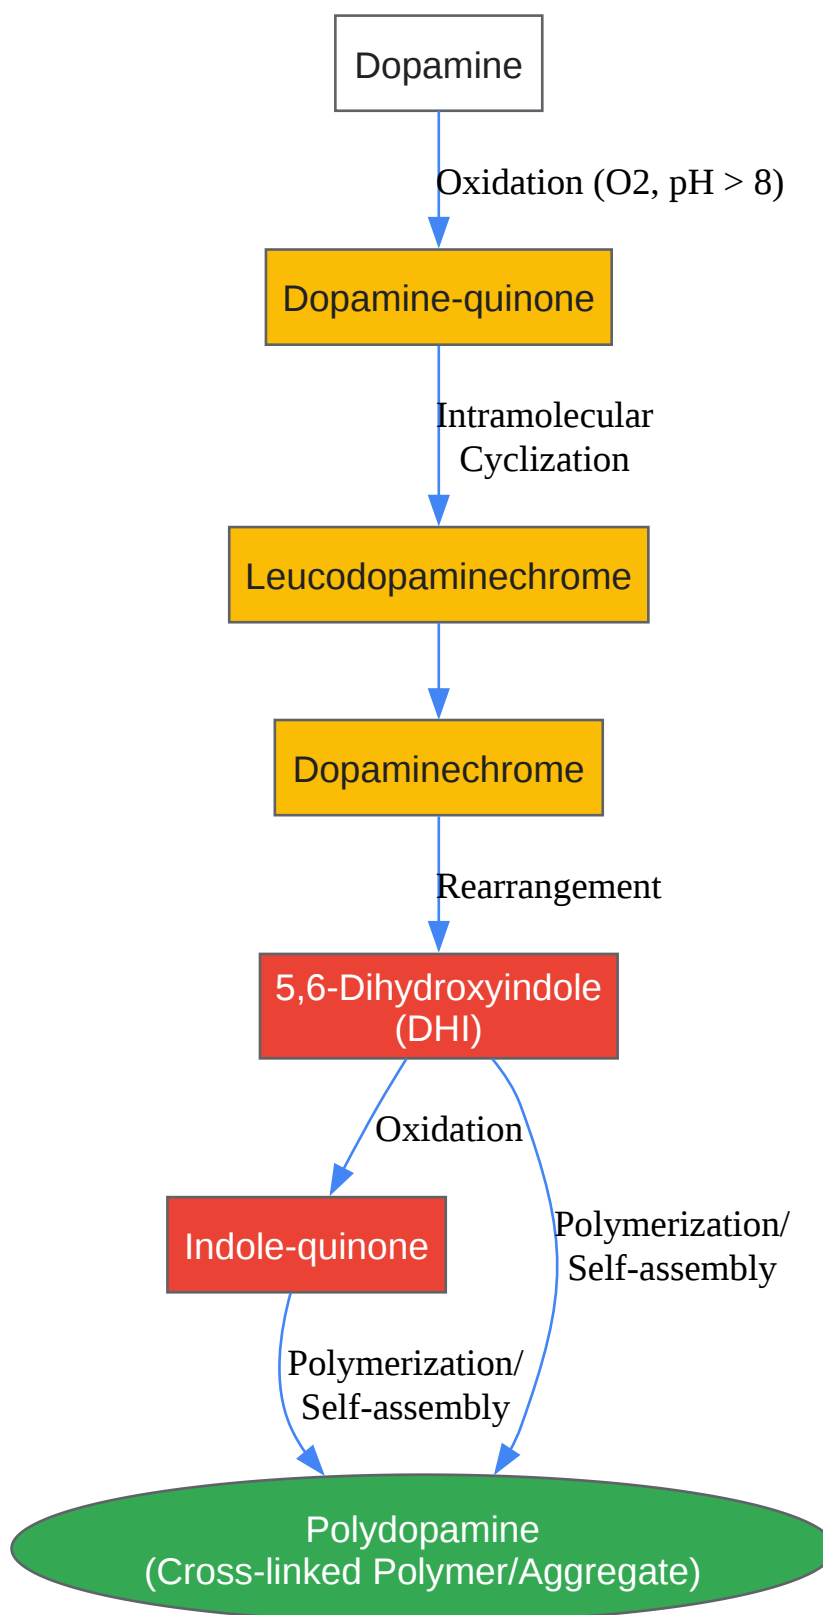 Dopamine
Oxidation (O2, pH > 8)
Dopamine-quinone
Intramolecular
Cyclization
Leucodopaminechrome
Dopaminechrome
Rearrangement
5,6-Dihydroxyindole
(DHI)
Oxidation
Polymerization/
Self-assembly
Indole-quinone
Polymerization/
Self-assembly
Polydopamine
(Cross-linked Polymer/Aggregate)